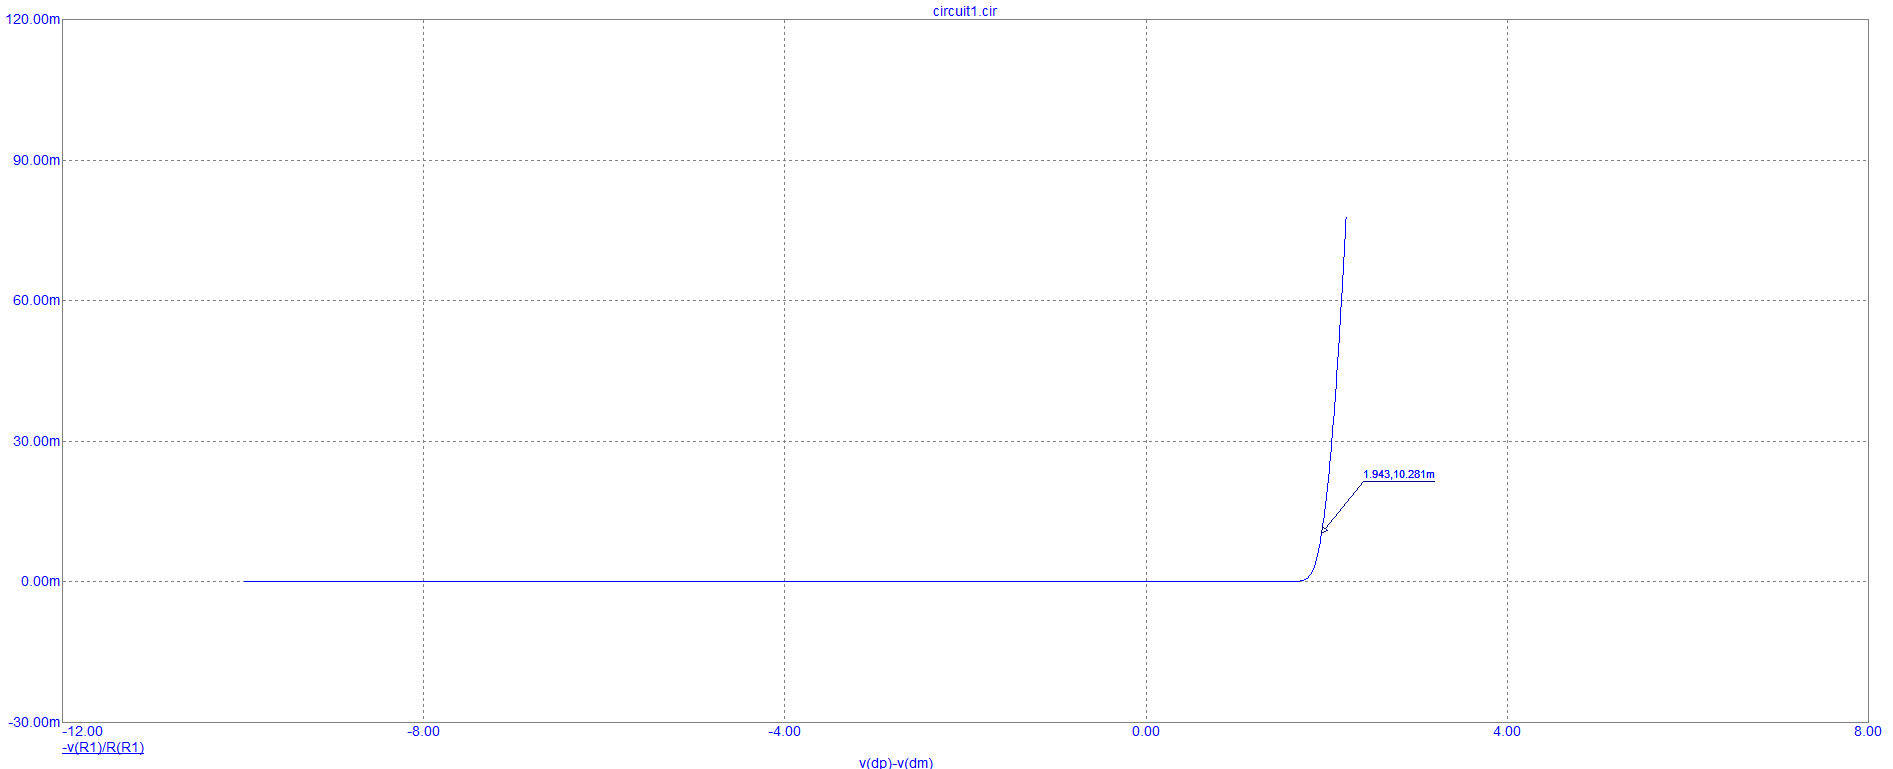 circuit1.cir
120.00m
90.00m
60.00m
30.00m
1.943,10.281m
0.00m
-30.00m
-12.00 -8.00 -4.00 0.00 4.00 8.00
-v(R1)/R(R1)
v(dp)-v(dm)